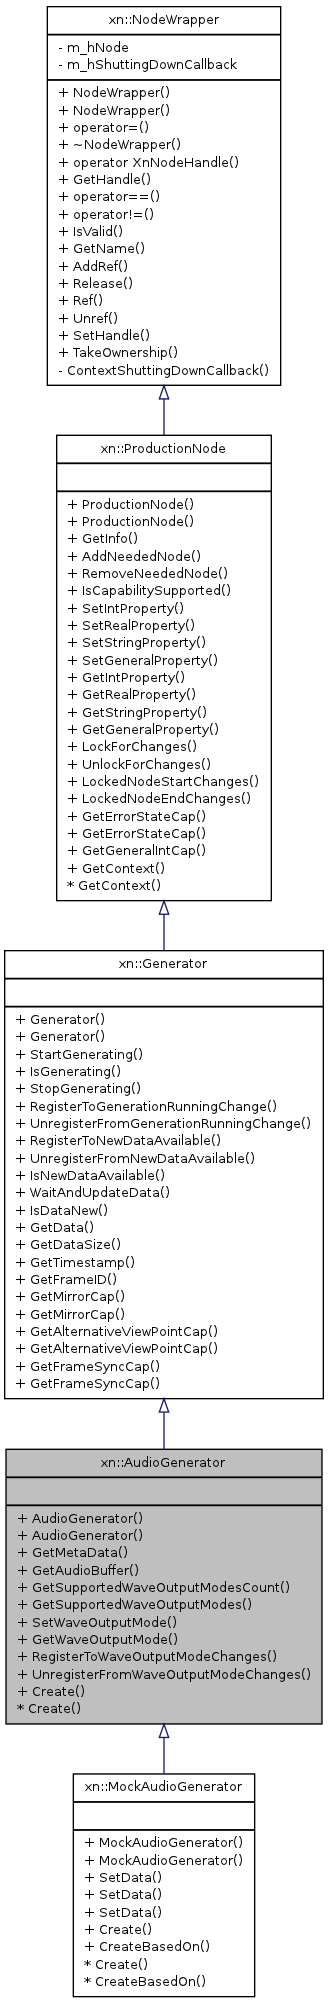 xn::NodeWrapper
- m_hNode
- m_hShuttingDownCallback
+ NodeWrapper()
+ NodeWrapper()
+ operator=()
+ ~NodeWrapper()
+ operator XnNodeHandle()
+ GetHandle()
+ operator==()
+ operator!=()
+ IsValid()
+ GetName()
+ AddRef()
+ Release()
+ Ref()
+ Unref()
+ SetHandle()
+ TakeOwnership()
- ContextShuttingDownCallback()
xn::ProductionNode
+ ProductionNode()
+ ProductionNode()
+ GetInfo()
+ AddNeededNode()
+ RemoveNeededNode()
+ IsCapabilitySupported()
+ SetIntProperty()
+ SetRealProperty()
+ SetStringProperty()
+ SetGeneralProperty()
+ GetIntProperty()
+ GetRealProperty()
+ GetStringProperty()
+ GetGeneralProperty()
+ LockForChanges()
+ UnlockForChanges()
+ LockedNodeStartChanges()
+ LockedNodeEndChanges()
+ GetErrorStateCap()
+ GetErrorStateCap()
+ GetGeneralIntCap()
+ GetContext()
* GetContext()
xn::Generator
+ Generator()
+ Generator()
+ StartGenerating()
+ IsGenerating()
+ StopGenerating()
+ RegisterToGenerationRunningChange()
+ UnregisterFromGenerationRunningChange()
+ RegisterToNewDataAvailable()
+ UnregisterFromNewDataAvailable()
+ IsNewDataAvailable()
+ WaitAndUpdateData()
+ IsDataNew()
+ GetData()
+ GetDataSize()
+ GetTimestamp()
+ GetFrameID()
+ GetMirrorCap()
+ GetMirrorCap()
+ GetAlternativeViewPointCap()
+ GetAlternativeViewPointCap()
+ GetFrameSyncCap()
+ GetFrameSyncCap()
xn::AudioGenerator
+ AudioGenerator()
+ AudioGenerator()
+ GetMetaData()
+ GetAudioBuffer()
+ GetSupportedWaveOutputModesCount()
+ GetSupportedWaveOutputModes()
+ SetWaveOutputMode()
+ GetWaveOutputMode()
+ RegisterToWaveOutputModeChanges()
+ UnregisterFromWaveOutputModeChanges()
+ Create()
* Create()
xn::MockAudioGenerator
+ MockAudioGenerator()
+ MockAudioGenerator()
+ SetData()
+ SetData()
+ SetData()
+ Create()
+ CreateBasedOn()
* Create()
* CreateBasedOn()